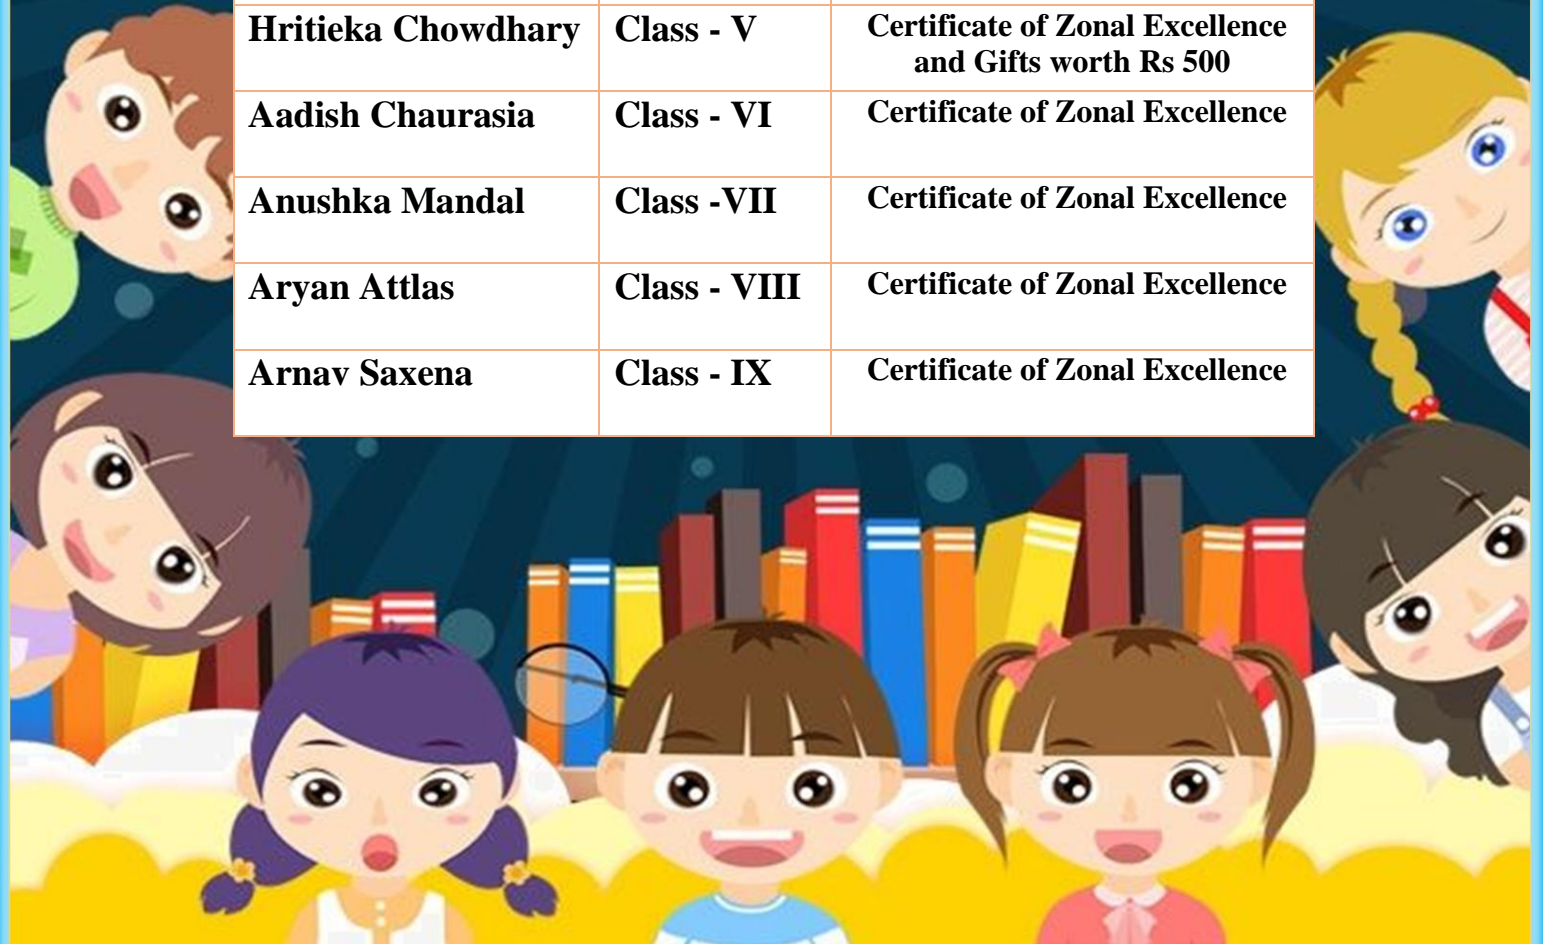 Hritieka Chowdhary Class - V Certificate of Zonal Excellence
and Gifts worth Rs 500
Aadish Chaurasia Class - VI Certificate of Zonal Excellence
Anushka Mandal Class -VII Certificate of Zonal Excellence
Aryan Attlas Class - VIII Certificate of Zonal Excellence
Arnav Saxena Class - IX Certificate of Zonal Excellence